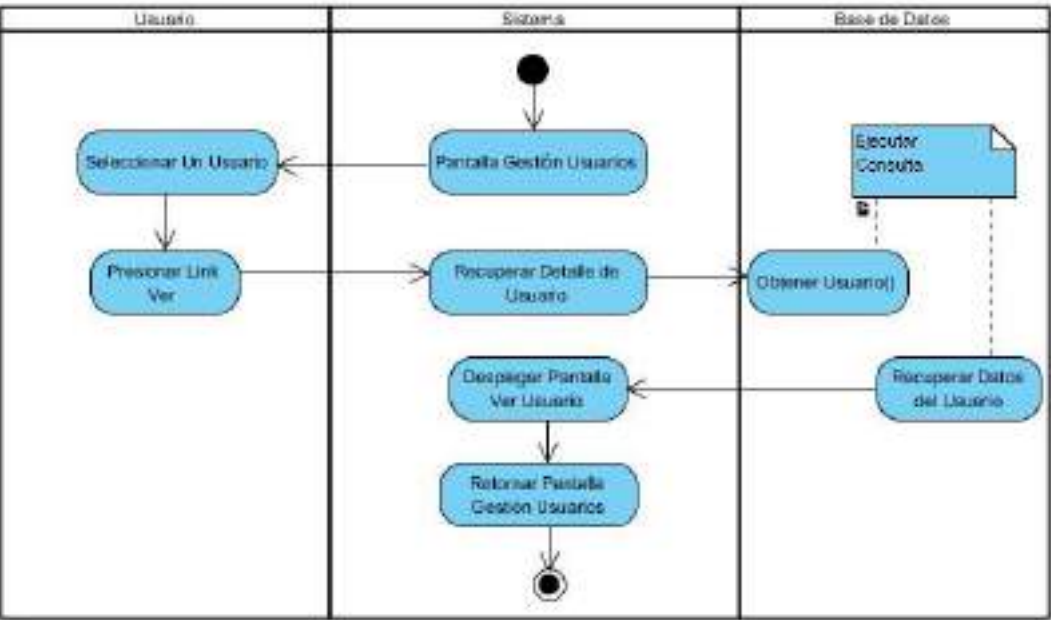 Usuario
Sistema
Base de Datos
Seleccionar Un Usuario
Pantalla Gestión Usuarios
Ejecutar
Consulta
Presionar Link
Ver
Recuperar Detalle de
Usuario
Obtener Usuario()
Desplegar Pantalla
Ver Usuario
Recuperar Datos
del Usuario
Retornar Pantalla
Gestión Usuarios